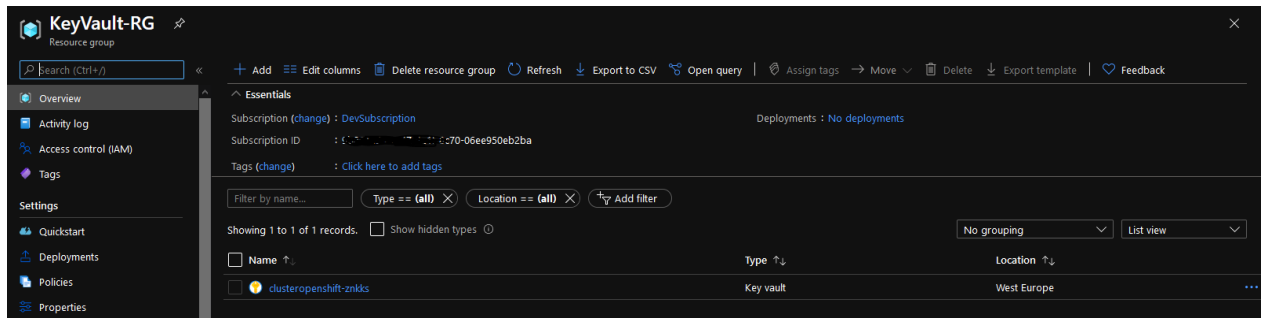 KeyVault-RG
Resource group
Search (Ctrl+/)
Add Edit columns Delete resource group Refresh Export to CSV Open query Assign tags Move Delete Export template Feedback
Overview
Activity log
Access control (IAM)
Tags
Settings
Quickstart
Deployments
Policies
Properties
Essentials
Subscription (change) : DevSubscription
Deployments : No deployments
Subscription ID : c70-06ee950eb2ba
Tags (change) : Click here to add tags
Filter by name...
Type == (all)
Location == (all)
Add filter
Showing 1 to 1 of 1 records.
Show hidden types
No grouping
List view
Name Type Location
clusteropenshift-znkks Key vault West Europe